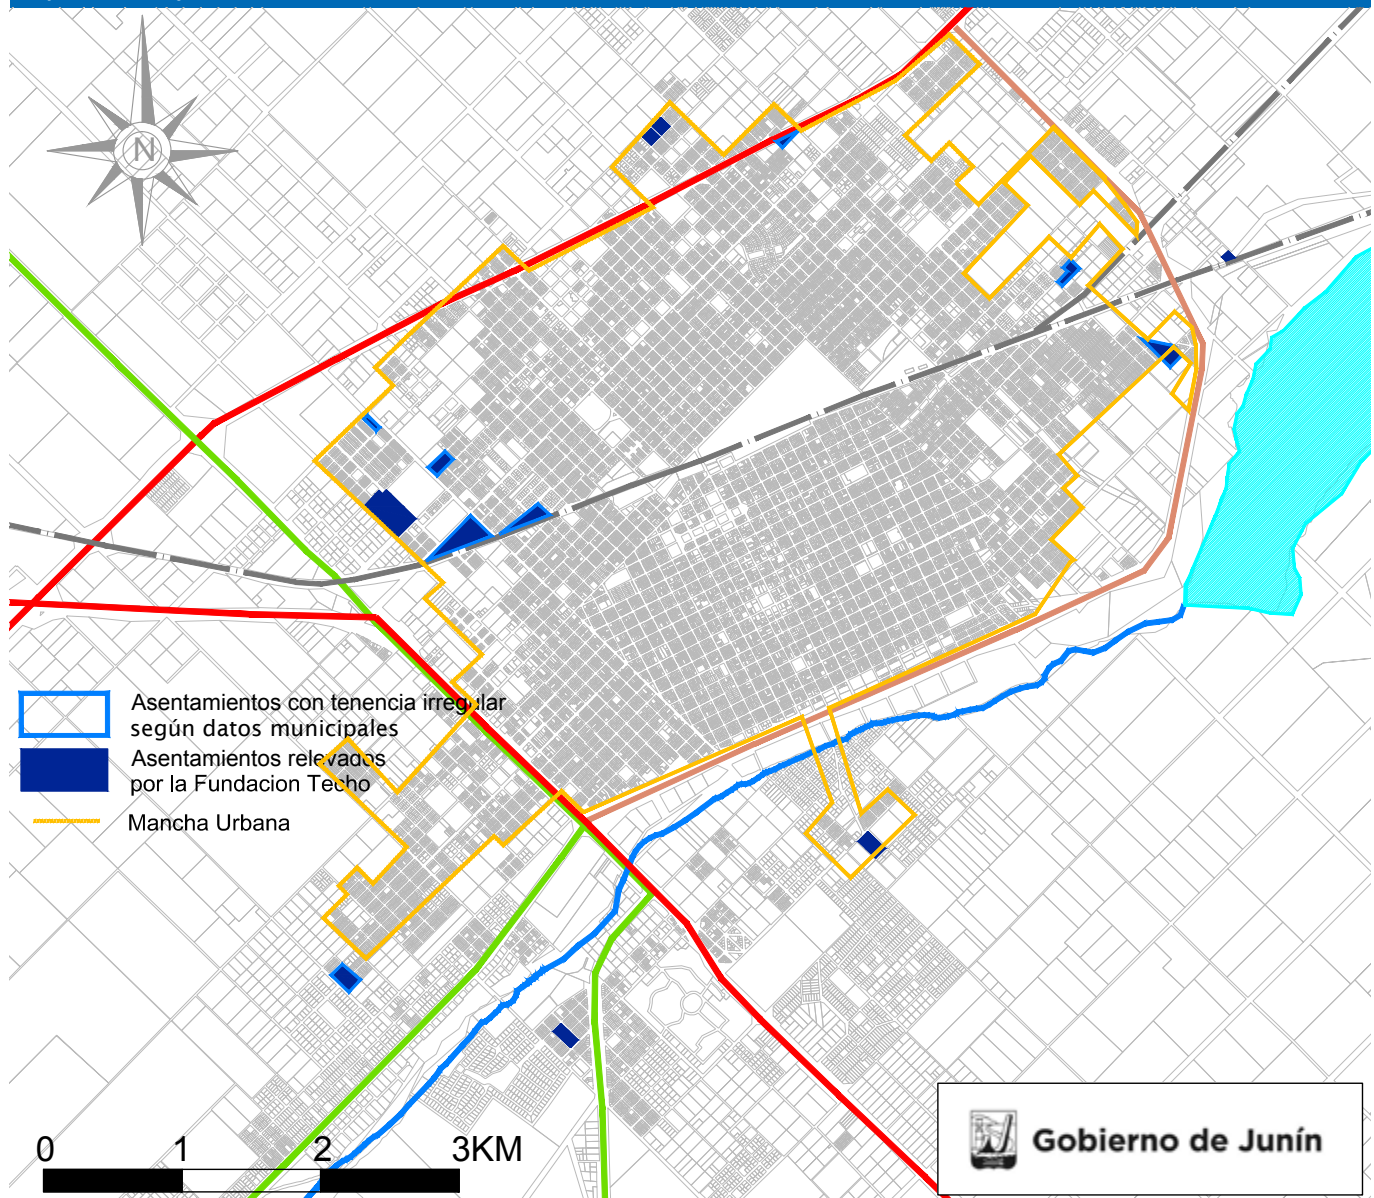 N
Asentamientos con tenencia irregular
según datos municipales
Asentamientos relevados
por la Fundacion Techo
Mancha Urbana
0 1 2 3KM
Gobierno de Junín